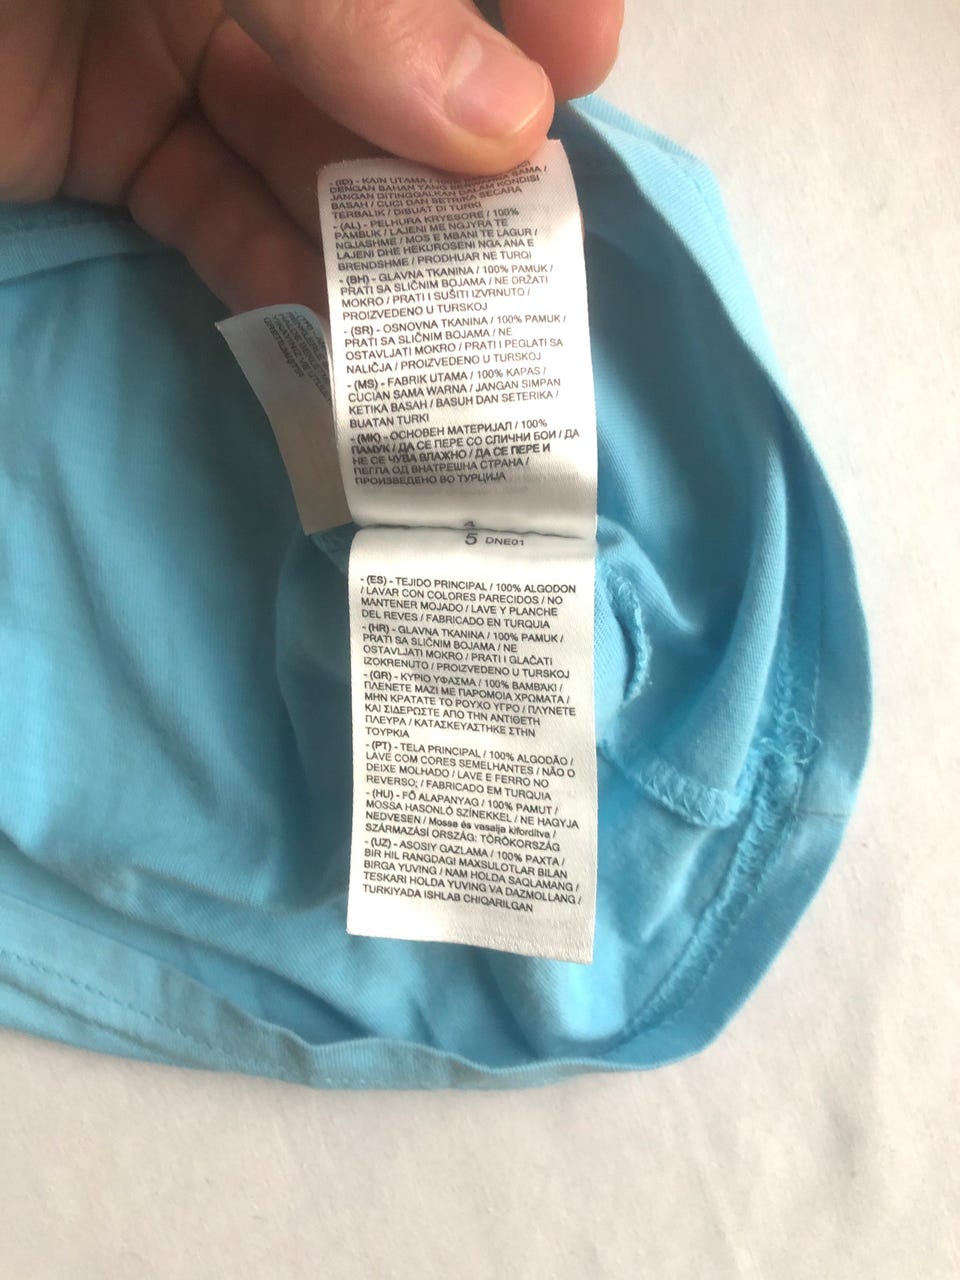 -(ID) - KAIN UTAMA /
DENGAN BAHAN YANG SAMA /
JANGAN DITINGGALKAN DALAM KONDISI
BASAH / CUCI DAN SETRIKA SECARA
TERBALIK / DIBUAT DI TURKI
- (AL) - PELHURA KRYESORE / 100%
PAMBUK / LAJENI ME NGJYRA TE
NGJASHME / MOS E MBANI TE LAGUR /
LAJENI DHE HEKUROSENI NGA ANA E
BRENDSHME / PRODHUAR NE TURQI
- (BH) - GLAVNA TKANINA / 100% PAMUK /
PRATI SA SLIČNIM BOJAMA / NE DRŽATI
MOKRO / PRATI I SUŠITI IZVRNUTO /
PROIZVEDENO U TURSKOJ
- (SR) - OSNOVNA TKANINA / 100% PAMUK /
PRATI SA SLIČNIM BOJAMA / NE
OSTAVLJATI MOKRO / PRATI I PEGLATI SA
NALIČJA / PROIZVEDENO U TURSKOJ
- (MS) - FABRIK UTAMA / 100% KAPAS /
CUCIAN SAMA WARNA / JANGAN SIMPAN
KETIKA BASAH / BASUH DAN SETERIKA /
BUATAN TURKI
- (MK) - ОСНОВЕН МАТЕРИЈАЛ / 100%
ПАМУК / ДА СЕ ПЕРЕ СО СЛИЧНИ БОИ / ДА
НЕ СЕ ЧУВА ВЛАЖНО / ДА СЕ ПЕРЕ И
ПЕГЛА ОД ВНАТРЕШНА СТРАНА /
ПРОИЗВЕДЕНО ВО ТУРЦИЈА
4
5 DNE01
- (ES) - TEJIDO PRINCIPAL / 100% ALGODON
/ LAVAR CON COLORES PARECIDOS / NO
MANTENER MOJADO / LAVE Y PLANCHE
DEL REVES / FABRICADO EN TURQUIA
- (HR) - GLAVNA TKANINA / 100% PAMUK /
PRATI SA SLIČNIM BOJAMA / NE
OSTAVLJATI MOKRO / PRATI I GLAČATI
IZOKRENUTO / PROIZVEDENO U TURSKOJ
- (GR) - ΚΥΡΙΟ ΥΦΑΣΜΑ / 100% ΒΑΜΒΑΚΙ /
ΠΛΕΝΕΤΕ ΜΑΖΙ ΜΕ ΠΑΡΟΜΟΙΑ ΧΡΩΜΑΤΑ /
ΜΗΝ ΚΡΑΤΑΤΕ ΤΟ ΡΟΥΧΟ ΥΓΡΟ / ΠΛΥΝΕΤΕ
ΚΑΙ ΣΙΔΕΡΩΣΤΕ ΑΠΟ ΤΗΝ ΑΝΤΙΘΕΤΗ
ΠΛΕΥΡΑ / ΚΑΤΑΣΚΕΥΑΣΤΗΚΕ ΣΤΗΝ
ΤΟΥΡΚΙΑ
- (PT) - TELA PRINCIPAL / 100% ALGODÃO /
LAVE COM CORES SEMELHANTES / NÃO O
DEIXE MOLHADO / LAVE E FERRO NO
REVERSO; / FABRICADO EM TURQUIA
- (HU) - FŐ ALAPANYAG / 100% PAMUT /
MOSSA HASONLÓ SZÍNEKKEL / NE HAGYJA
NEDVESEN / Mossa és vasalja kifordítva /
SZÁRMAZÁSI ORSZÁG: TÖRÖKORSZÁG
- (UZ) - ASOSIY GAZLAMA / 100% PAXTA /
BIR HIL RANGDAGI MAXSULOTLAR BILAN
BIRGA YUVING / NAM HOLDA SAQLAMANG /
TESKARI HOLDA YUVING VA DAZMOLLANG /
TURKIYADA ISHLAB CHIQARILGAN